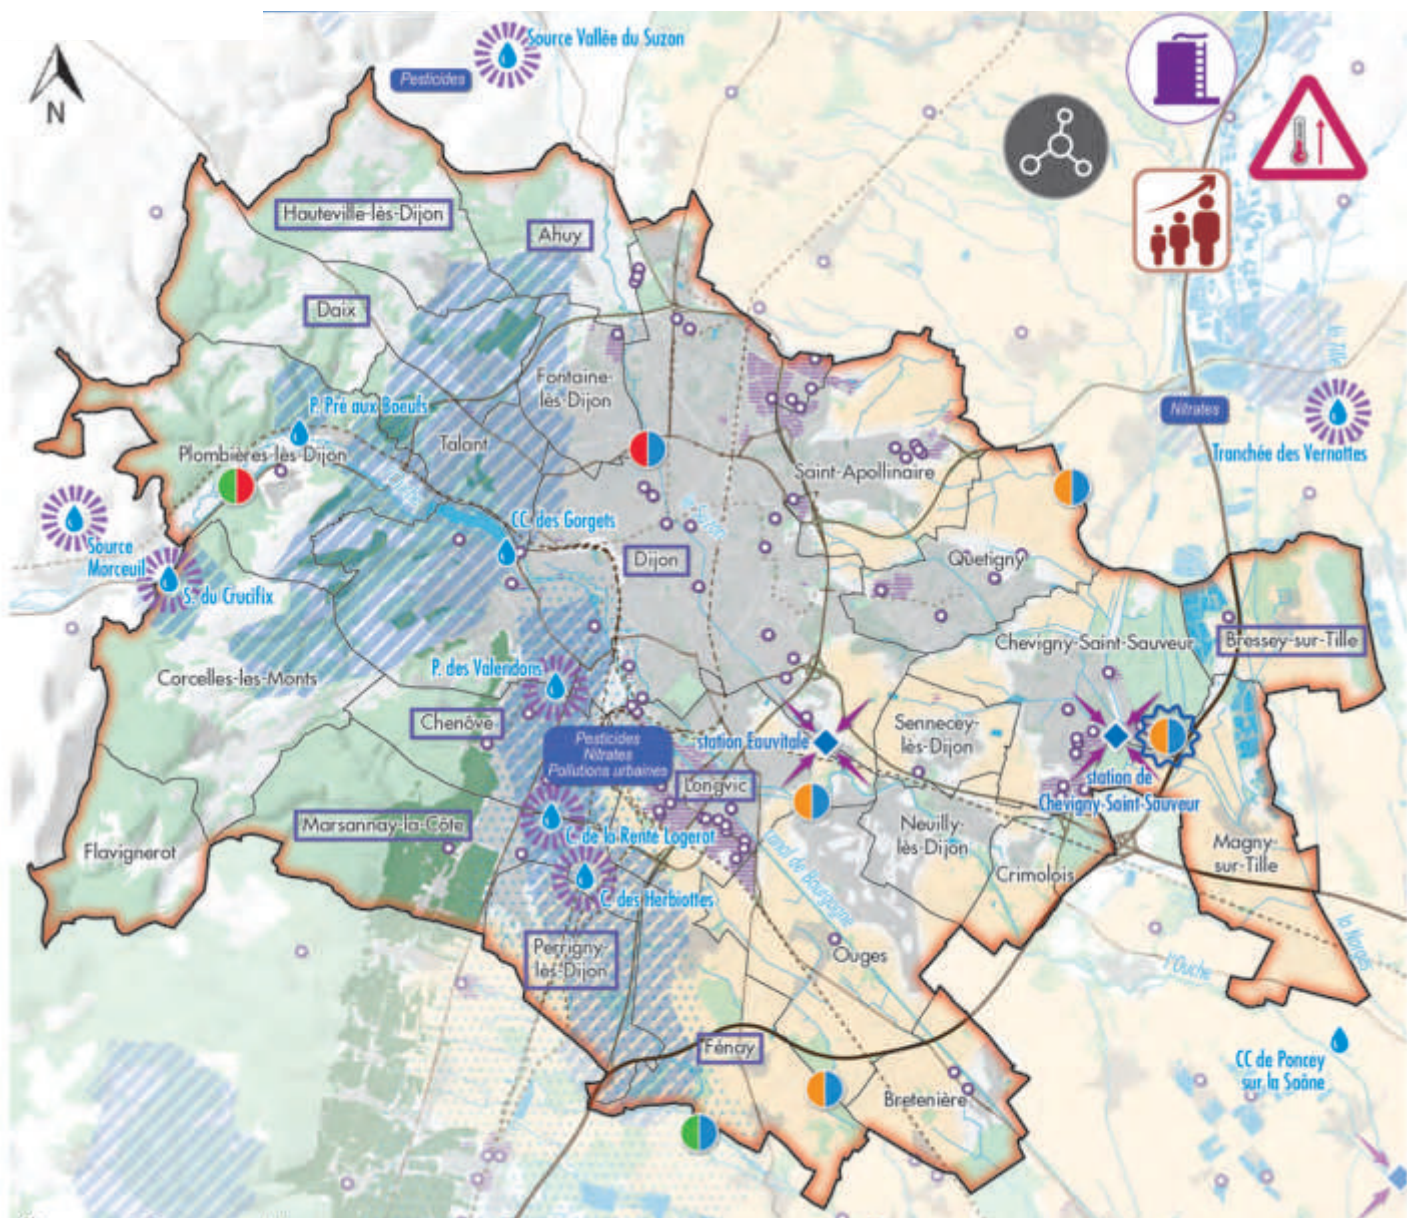 Source Vallée du Suzon
Pesticides
N
Hauteville-lès-Dijon
Ahuy
Daix
la Tille
Fontaine-
lès-Dijon
P. Pré aux Boeufs
Nitrates
Talant
Plombières-lès-Dijon
Tranchée des Vernottes
Saint-Apollinaire
l'Ouche
le Suzon
CC. des Gorgets
Source
Morceuil
Dijon
Quetigny
S. du Crucifix
Chevigny-Saint-Sauveur
Bressey-sur-Tille
P. des Valendons
Corcelles-les-Monts
Chenôve
Sennecey-
lès-Dijon
station Eauvitale
Pesticides
Nitrates
Pollutions urbaines
Longvic
station de
Chevigny-Saint-Sauveur
Marsannay-la-Côte
C. de la Rente Logerot
Neuilly-
lès-Dijon
Magny-
sur-Tille
Flavignerot
Crimolois
canal de Bourgogne
C. des Herbiottes
Perrigny-
lès-Dijon
Ouges
la Norges
l'Ouche
Fénay
CC de Poncey
sur la Saône
Bretenière